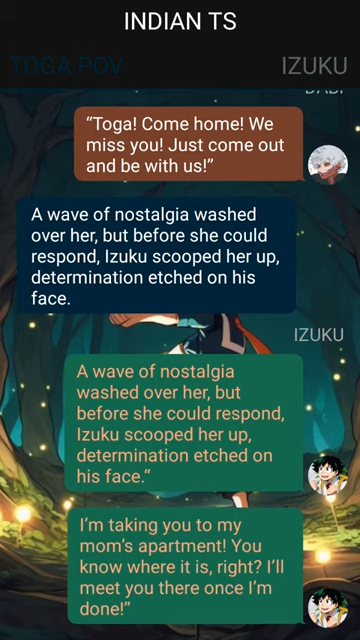 INDIAN TS
TOGA POV
IZUKU
DABI
“Toga! Come home! We
miss you! Just come out
and be with us!”
A wave of nostalgia washed
over her, but before she could
respond, Izuku scooped her up,
determination etched on his
face.
IZUKU
A wave of nostalgia
washed over her, but
before she could respond,
Izuku scooped her up,
determination etched on
his face.“
I’m taking you to my
mom’s apartment! You
know where it is, right? I’ll
meet you there once I’m
done!”